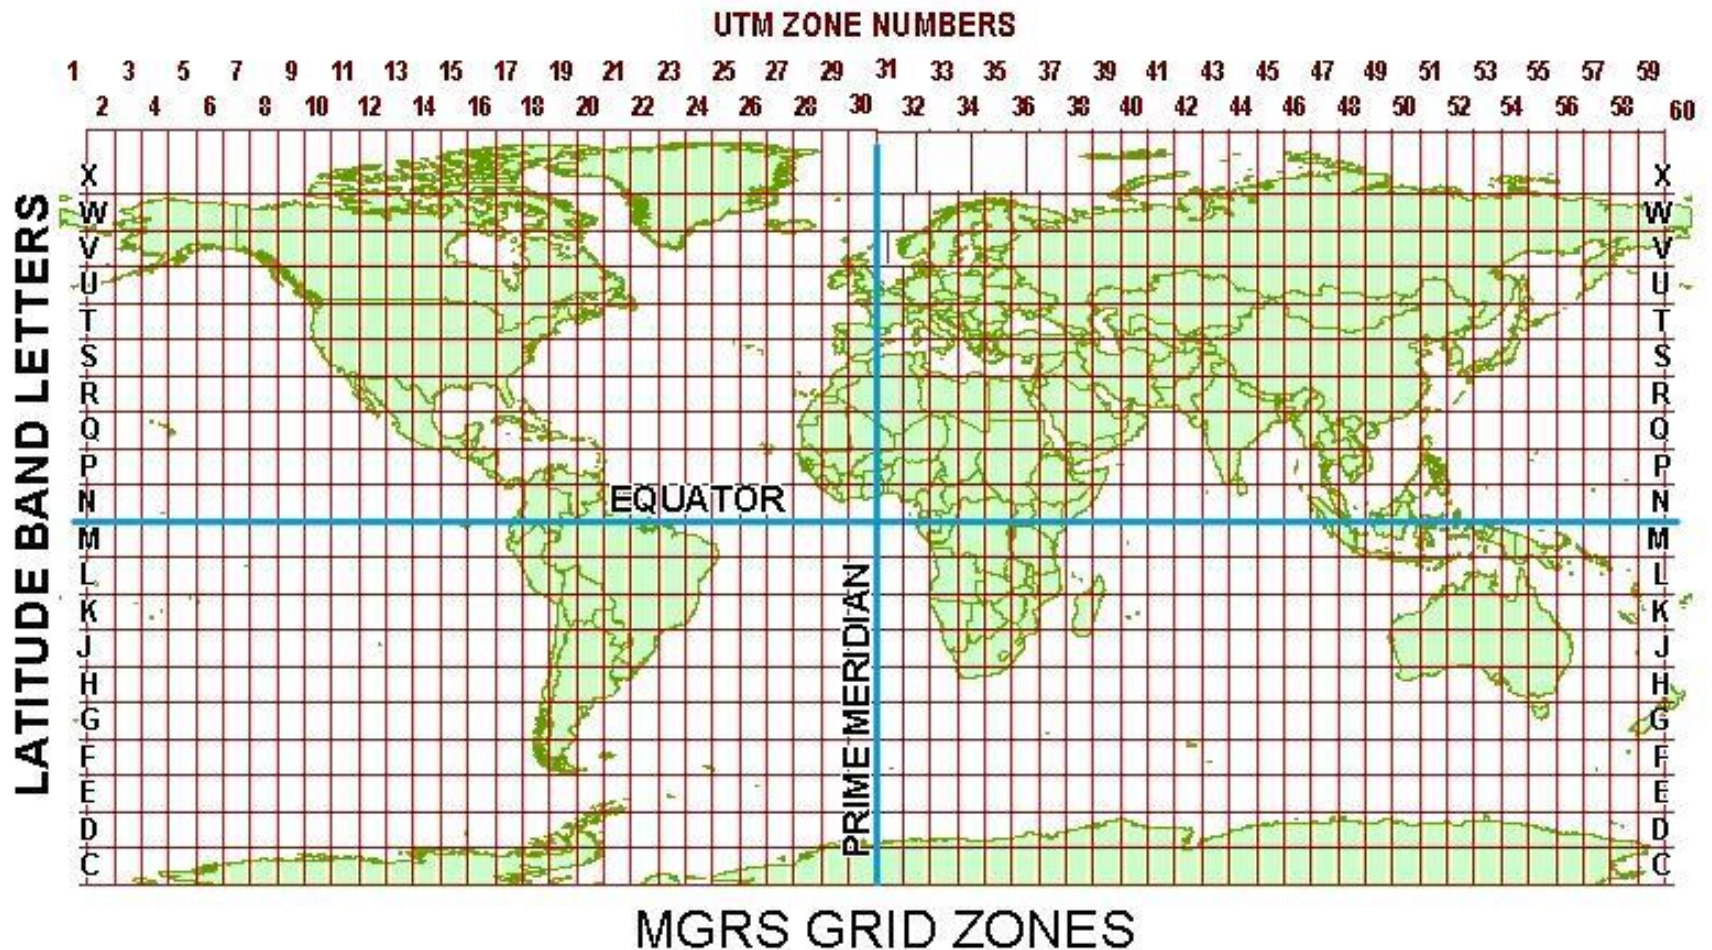 UTM ZONE NUMBERS
1 3 5 7 9 11 13 15 17 19 21 23 25 27 29 31 33 35 37 39 41 43 45 47 49 51 53 55 57 59
2 4 6 8 10 12 14 16 18 20 22 24 26 28 30 32 34 36 38 40 42 44 46 48 50 52 54 56 58 60
LATITUDE BAND LETTERS
X X
W W
V V
U U
T T
S S
R R
Q Q
P P
N N
EQUATOR
M M
L L
K K
J J
H H
G G
F F
E E
D D
C C
PRIME MERIDIAN
MGRS GRID ZONES